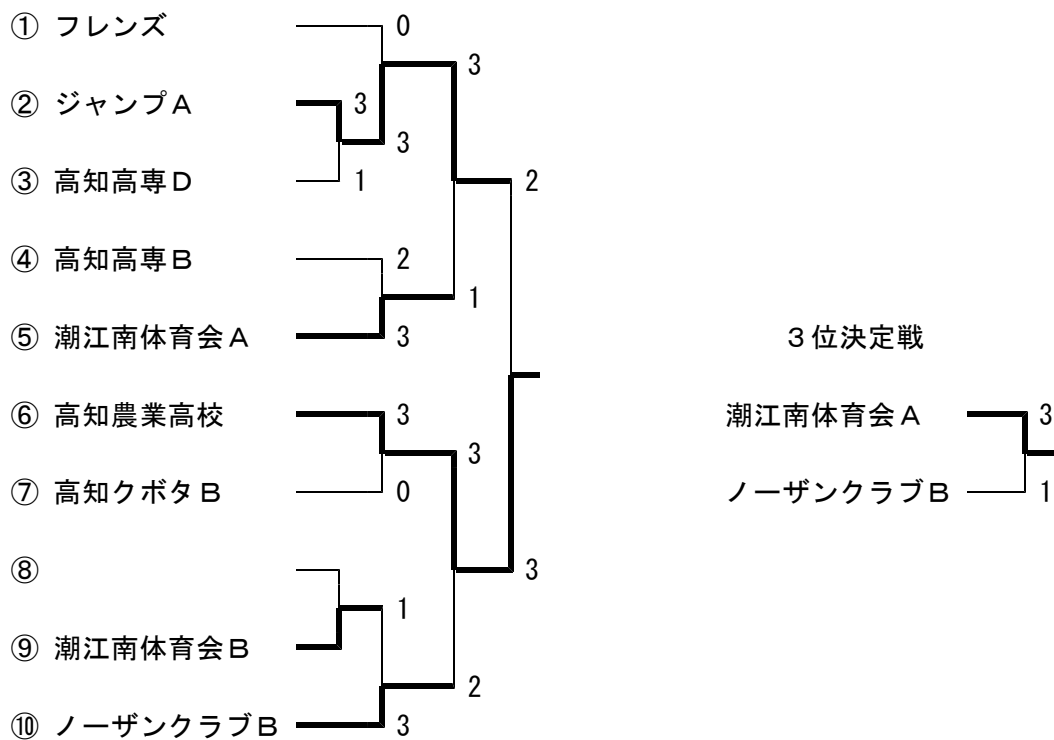 ① フレンズ 0
3
② ジャンプＡ 3
3
③ 高知高専Ｄ 1 2
④ 高知高専Ｂ 2
1
⑤ 潮江南体育会Ａ 3 ３位決定戦
⑥ 高知農業高校 3 潮江南体育会Ａ 3
3
⑦ 高知クボタＢ 0 ノーザンクラブＢ 1
⑧ 3
1
⑨ 潮江南体育会Ｂ
2
⑩ ノーザンクラブＢ 3